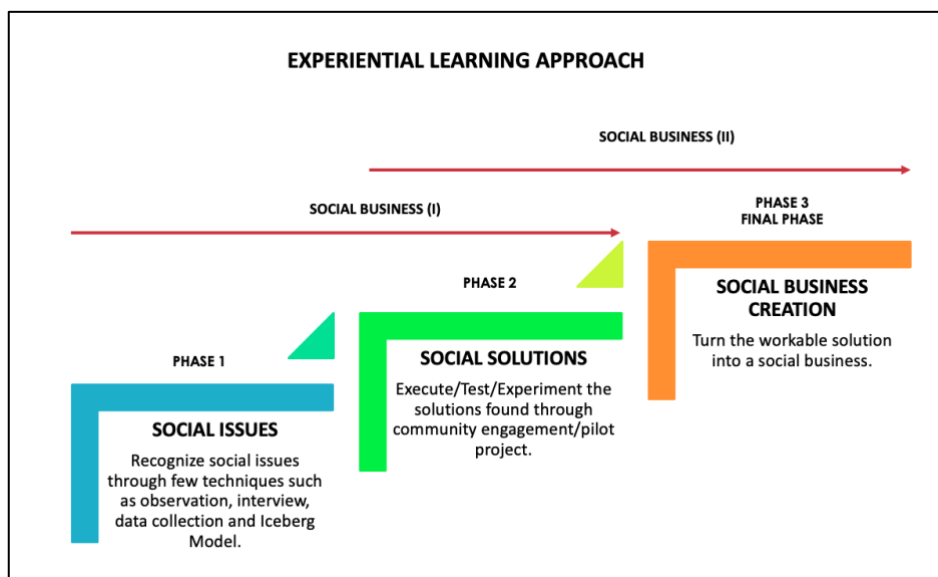 EXPERIENTIAL LEARNING APPROACH
SOCIAL BUSINESS (II)
SOCIAL BUSINESS (I)
PHASE 1
SOCIAL ISSUES
Recognize social issues
through few techniques such
as observation, interview,
data collection and Iceberg
Model.
PHASE 2
SOCIAL SOLUTIONS
Execute/Test/Experiment the
solutions found through
community engagement/pilot
project.
PHASE 3
FINAL PHASE
SOCIAL BUSINESS
CREATION
Turn the workable solution
into a social business.